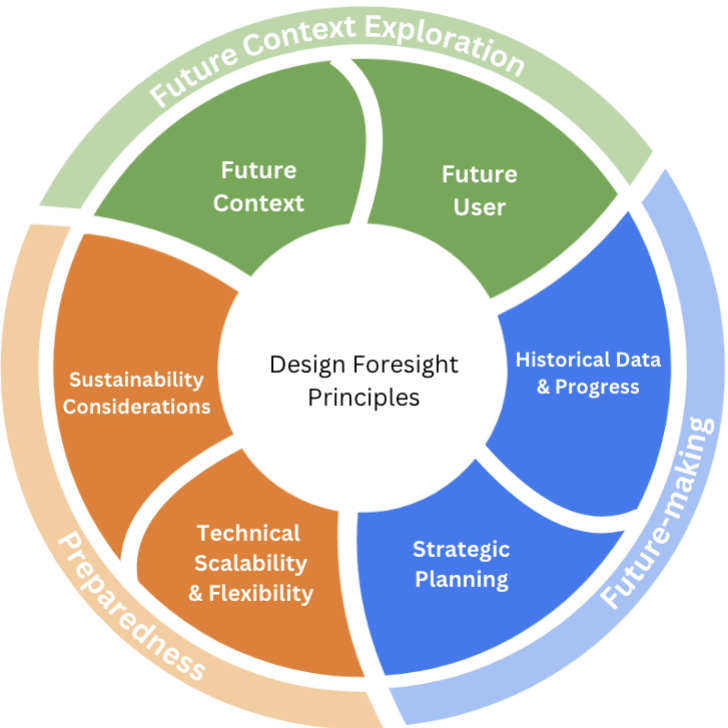 Future Context Exploration
Future
Context
Future
User
Historical Data
& Progress
Future-making
Strategic
Planning
Technical
Scalability
& Flexibility
Preparedness
Sustainability
Considerations
Design Foresight
Principles